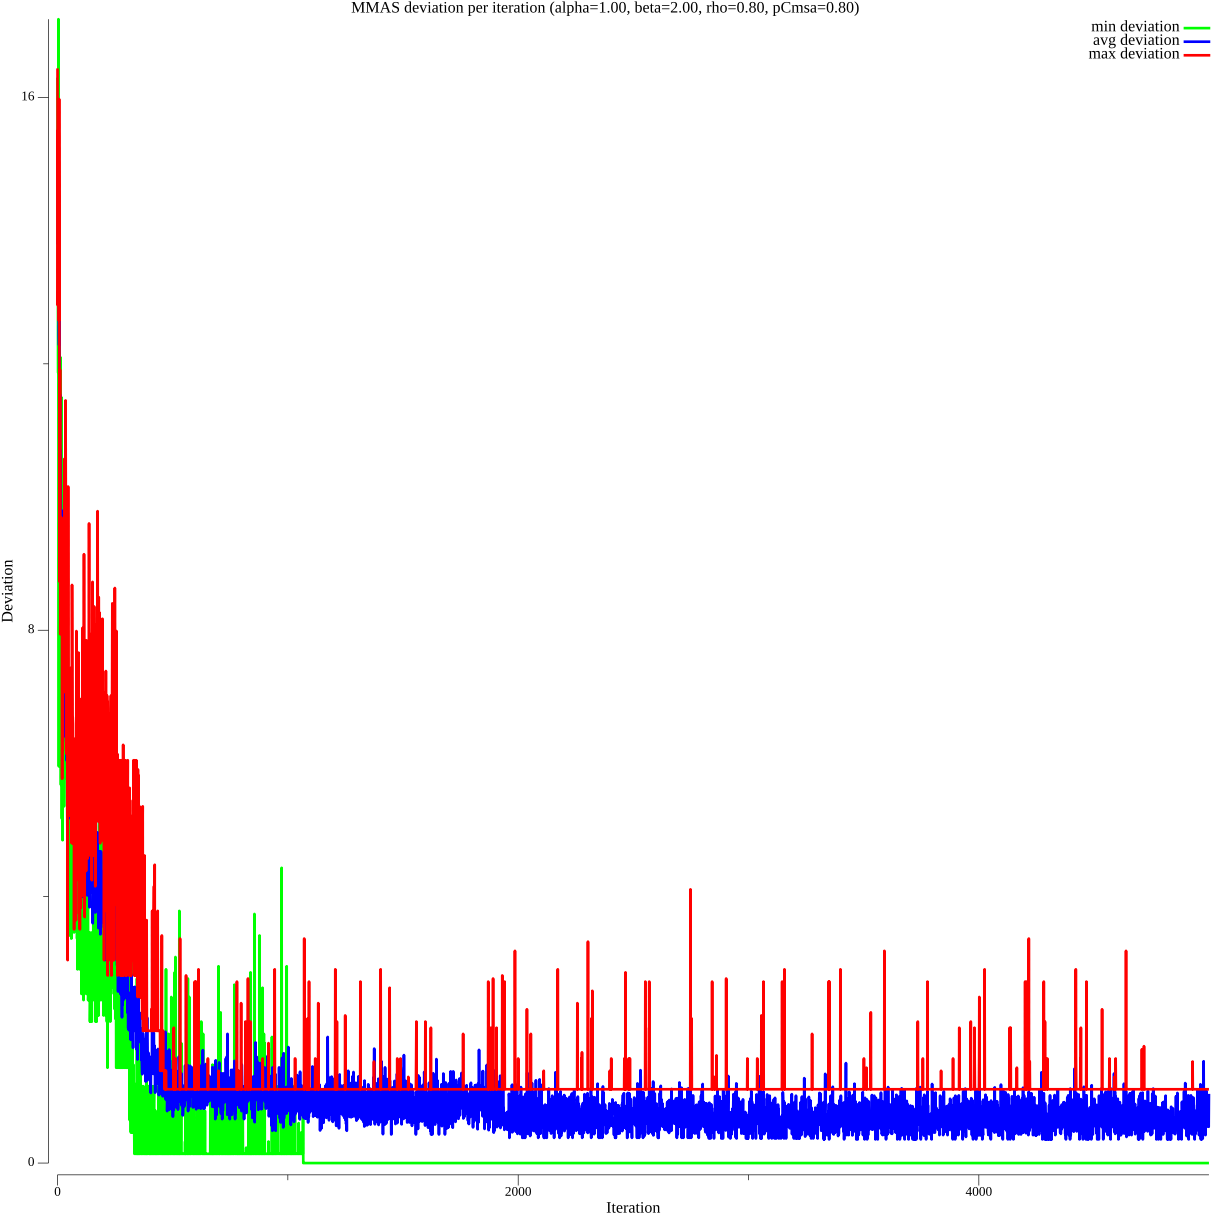 MMAS deviation per iteration (alpha=1.00, beta=2.00, rho=0.80, pCmsa=0.80)
min deviation
avg deviation
max deviation
16
8
0
Deviation
0 2000 4000
Iteration